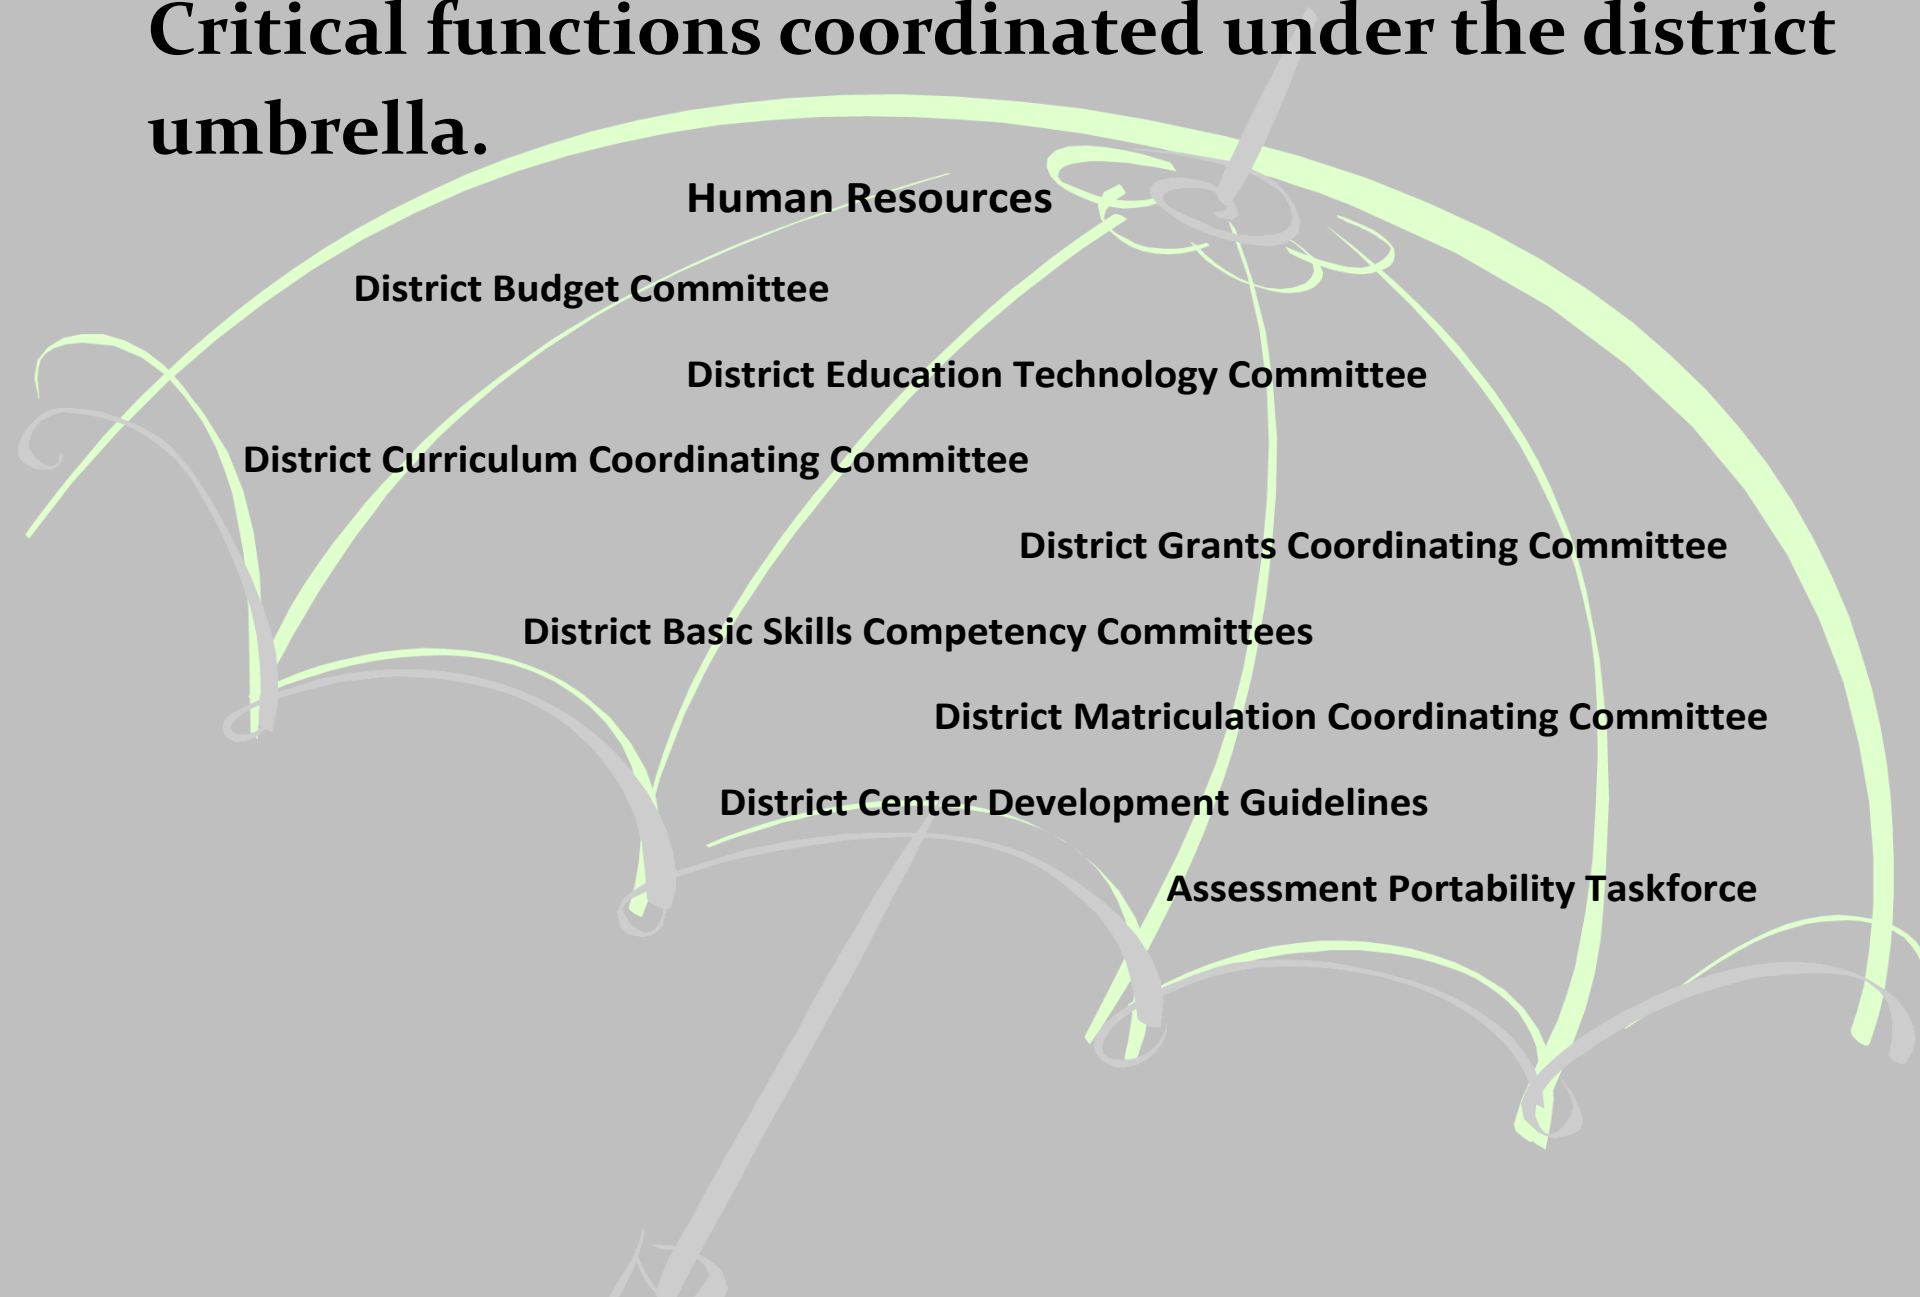 Critical functions coordinated under the district
umbrella.
Human Resources
District Budget Committee
District Education Technology Committee
District Curriculum Coordinating Committee
District Grants Coordinating Committee
District Basic Skills Competency Committees
District Matriculation Coordinating Committee
District Center Development Guidelines
Assessment Portability Taskforce